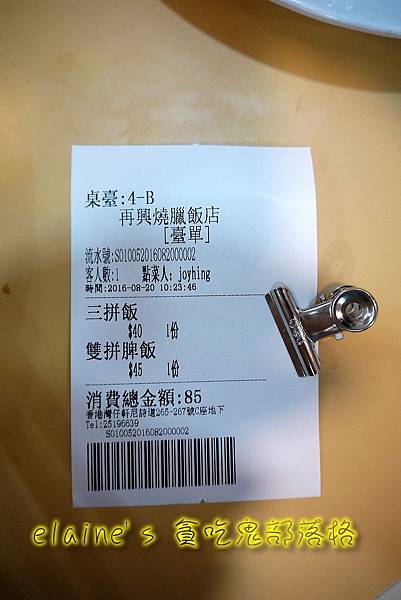 桌臺:4-B
再興燒臘飯店
[臺單]
流水號:S0100520160820000002
客人數:1 點菜人: joyhing
時間:2016-08-20 10:23:46
三拼飯
$40 1份
雙拼脾飯
$45 1份
消費總金額:85
香港灣仔軒尼詩道265-267號C座地下
Tel:25196639
S0100520160820000002
elaine's 貪吃鬼部落格